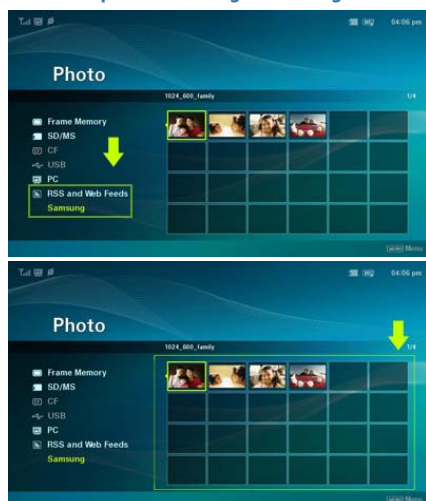 04:06 pm
Photo
1024_600_family
1/4
Frame Memory
SD/MS
CF
USB
PC
RSS and Web Feeds
Samsung
Menu
04:06 pm
Photo
1024_600_family
1/4
Frame Memory
SD/MS
CF
USB
PC
RSS and Web Feeds
Samsung
Menu